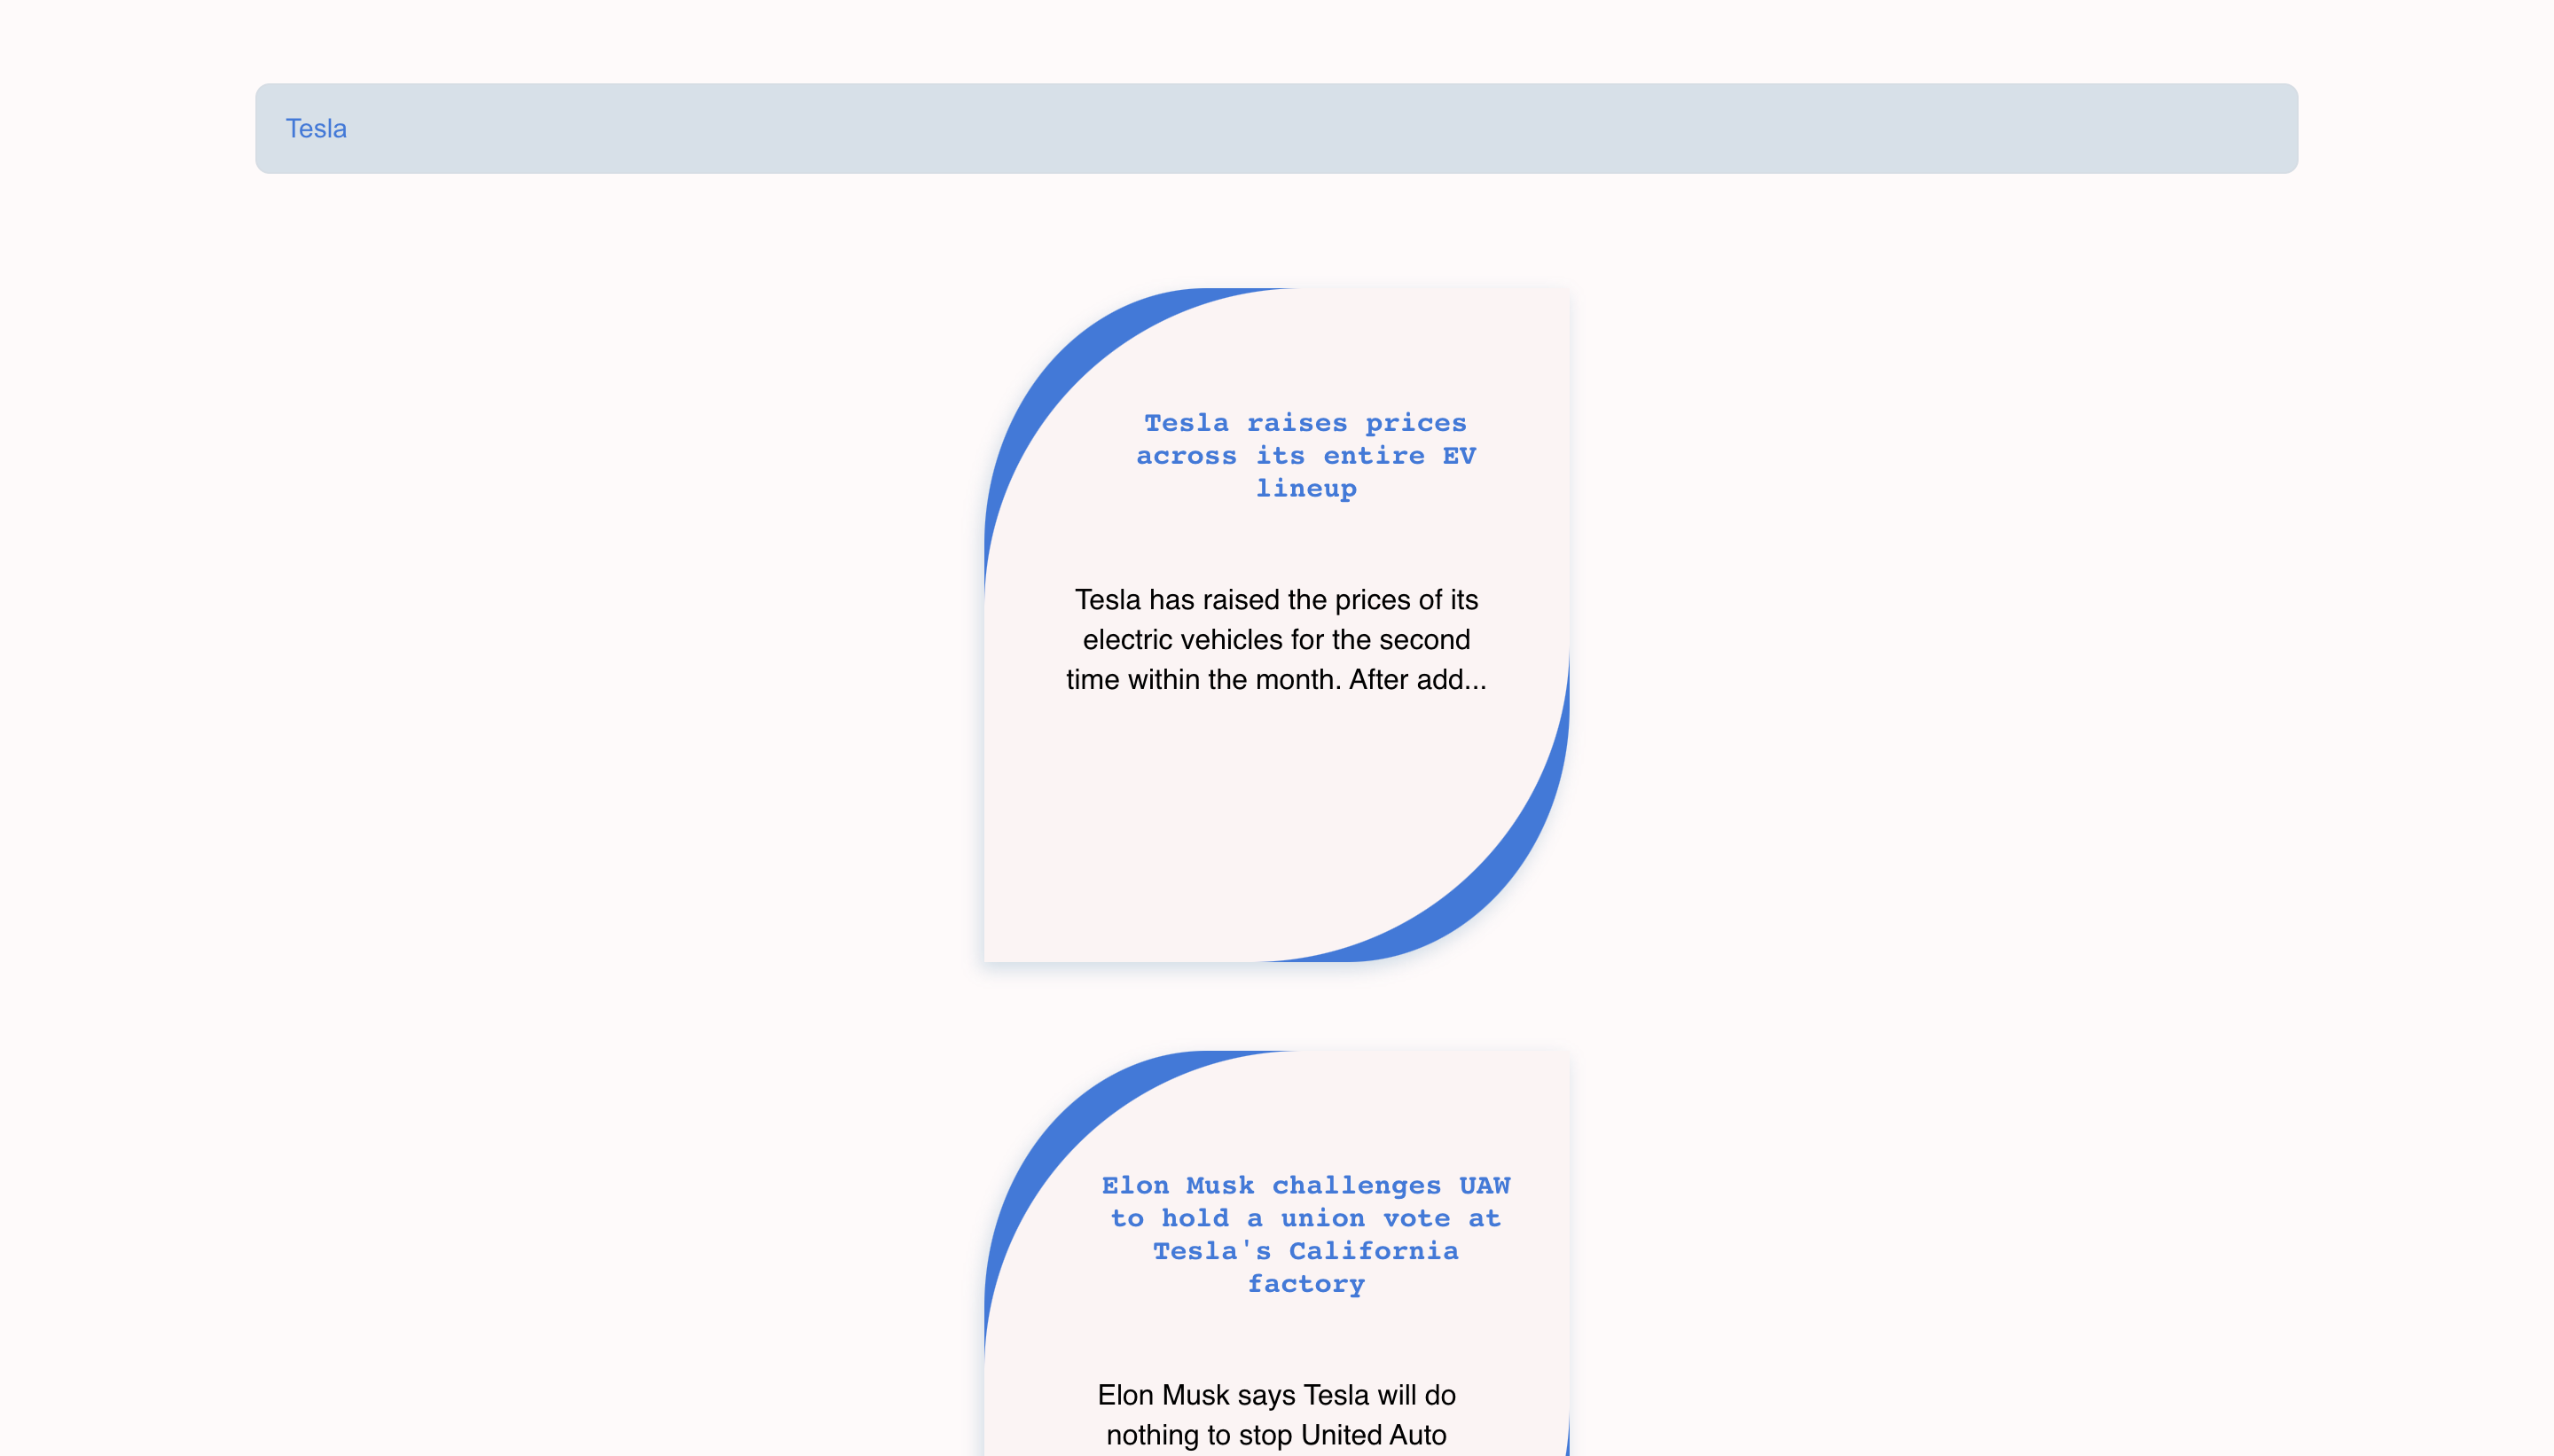 Tesla
Tesla raises prices
across its entire EV
lineup
Tesla has raised the prices of its
electric vehicles for the second
time within the month. After add...
Elon Musk challenges UAW
to hold a union vote at
Tesla's California
factory
Elon Musk says Tesla will do
nothing to stop United Auto